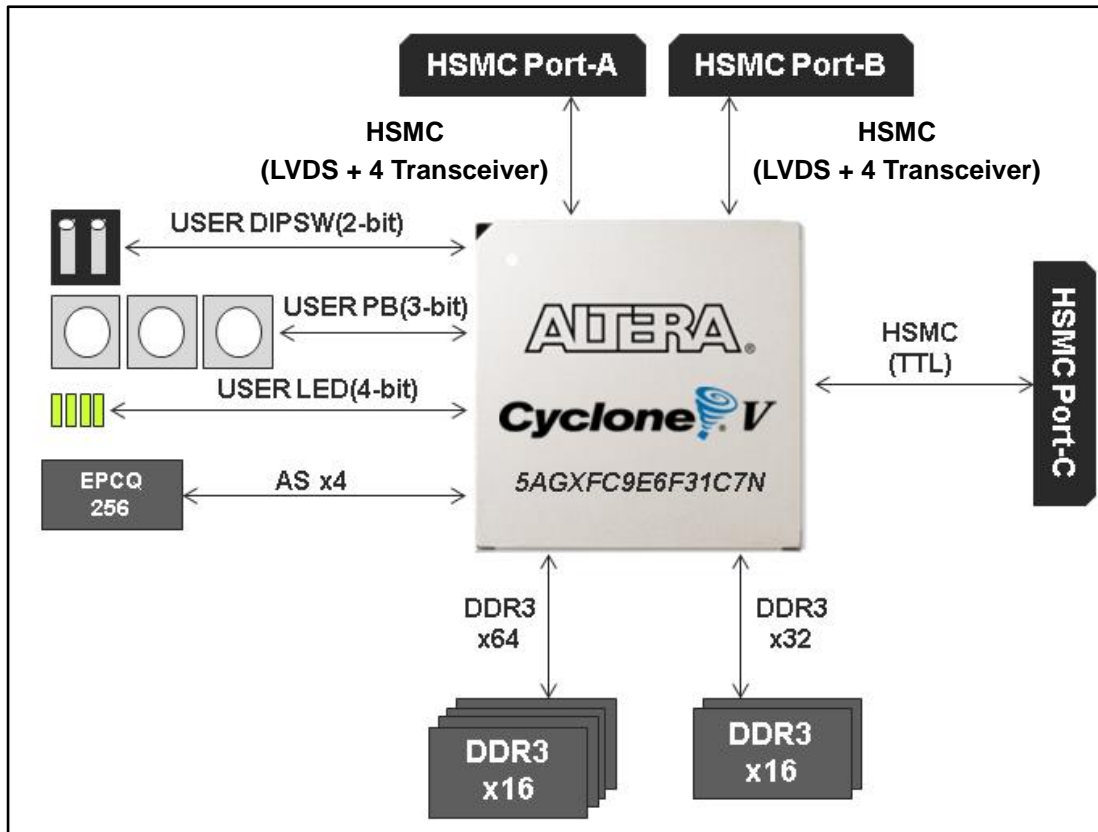 HSMC Port-A
HSMC Port-B
HSMC
(LVDS + 4 Transceiver)
HSMC
(LVDS + 4 Transceiver)
USER DIPSW(2-bit)
USER PB(3-bit)
USER LED(4-bit)
EPCQ
256
AS x4
ALTERA®
Cyclone® V
5AGXFC9E6F31C7N
HSMC
(TTL)
HSMC Port-C
DDR3
x64
DDR3
x32
DDR3
x16
DDR3
x16